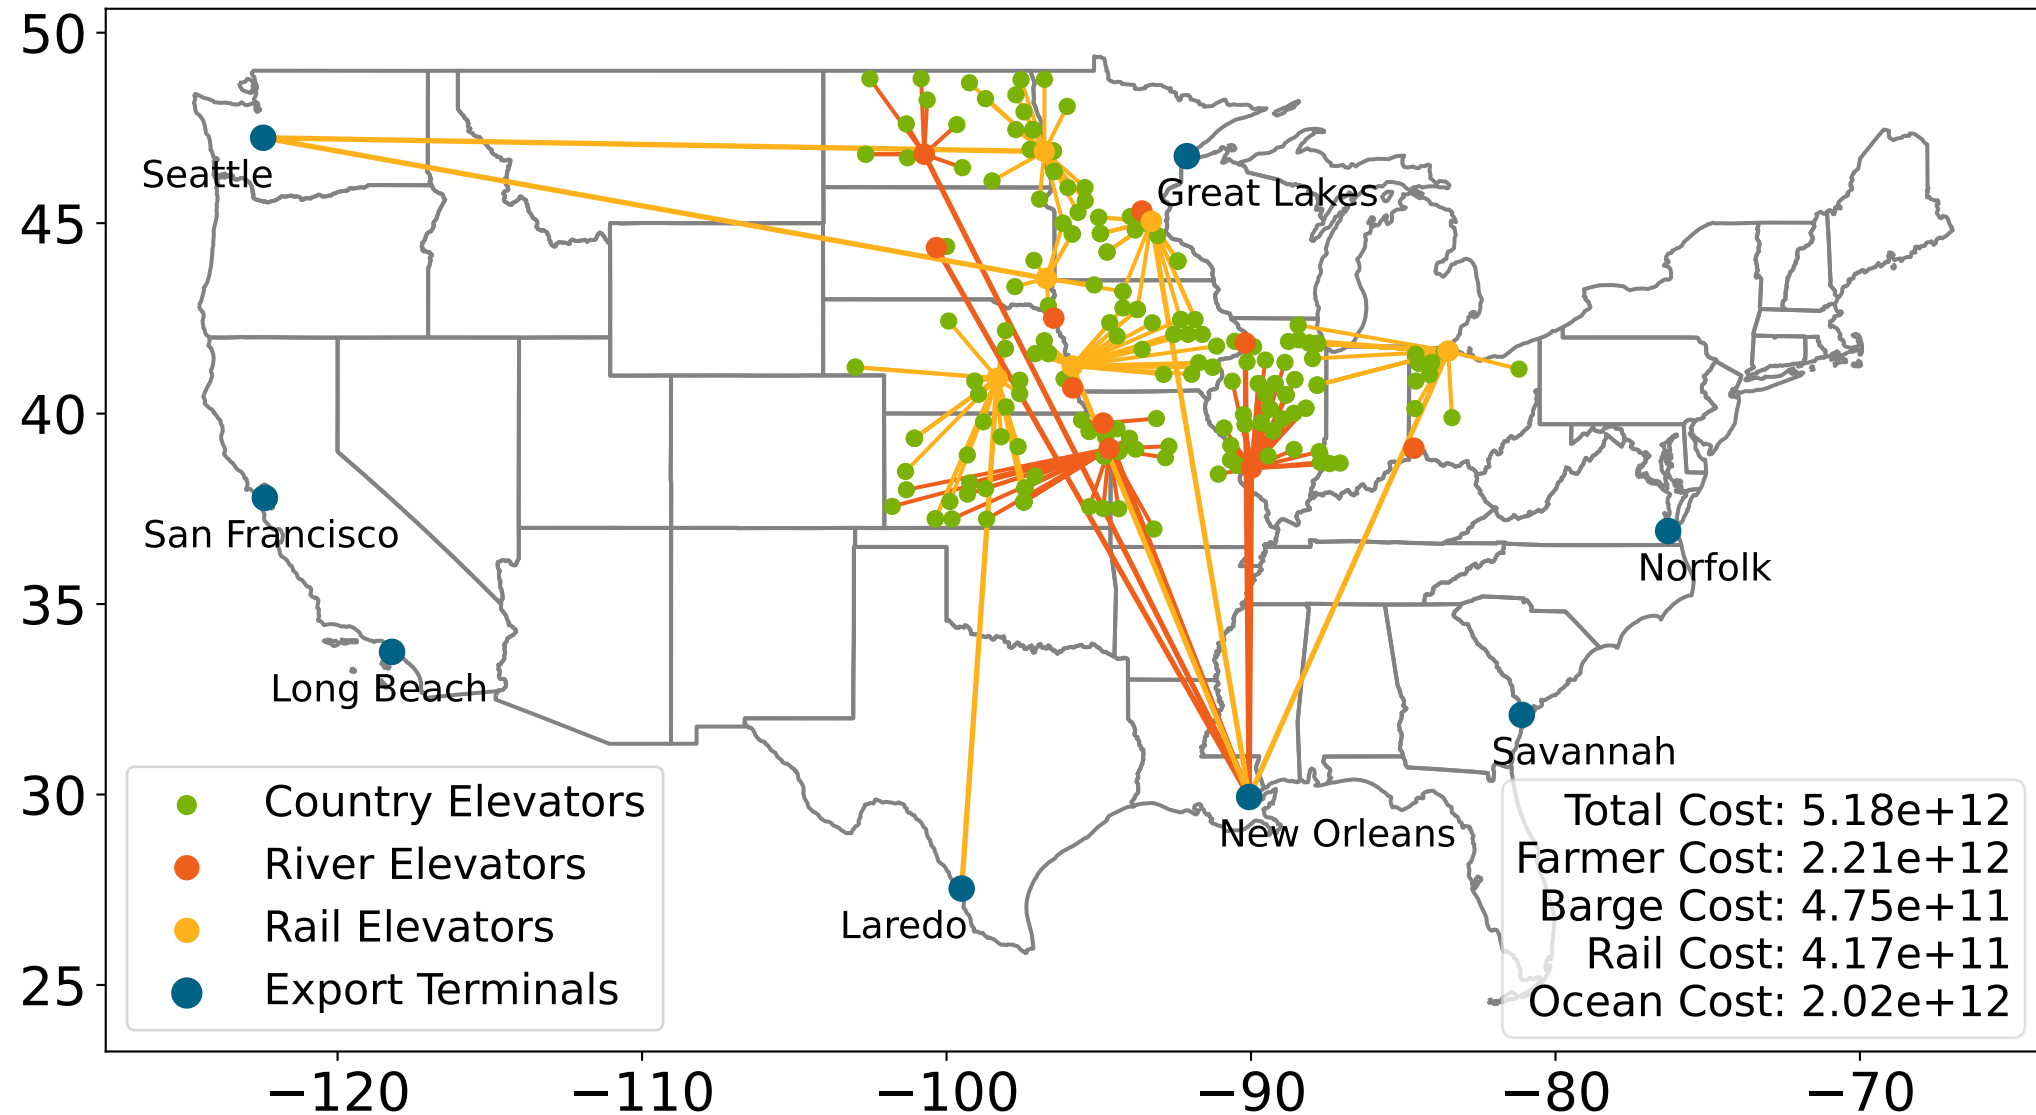 50
45
40
35
30
25
−120
−110
−100
−90
−80
−70
Seattle
Great Lakes
San Francisco
Norfolk
Long Beach
Savannah
New Orleans
Laredo
Country Elevators
River Elevators
Rail Elevators
Export Terminals
Total Cost: 5.18e+12
Farmer Cost: 2.21e+12
Barge Cost: 4.75e+11
Rail Cost: 4.17e+11
Ocean Cost: 2.02e+12